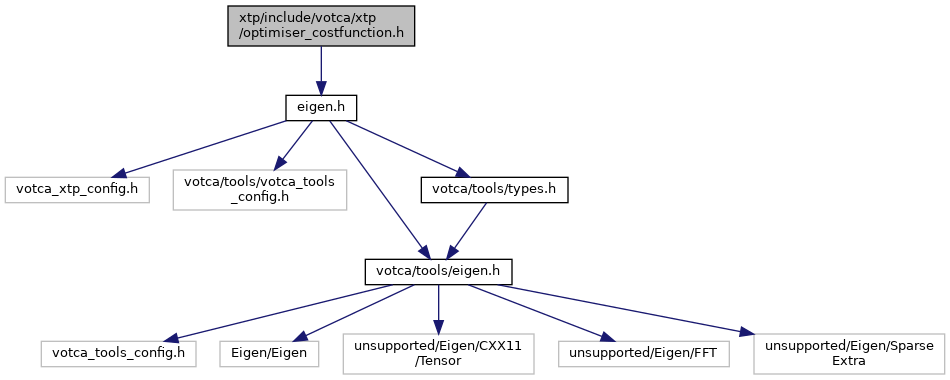 xtp/include/votca/xtp
/optimiser_costfunction.h
eigen.h
votca_xtp_config.h
votca/tools/votca_tools
_config.h
votca/tools/types.h
votca/tools/eigen.h
votca_tools_config.h
Eigen/Eigen
unsupported/Eigen/CXX11
/Tensor
unsupported/Eigen/FFT
unsupported/Eigen/Sparse
Extra